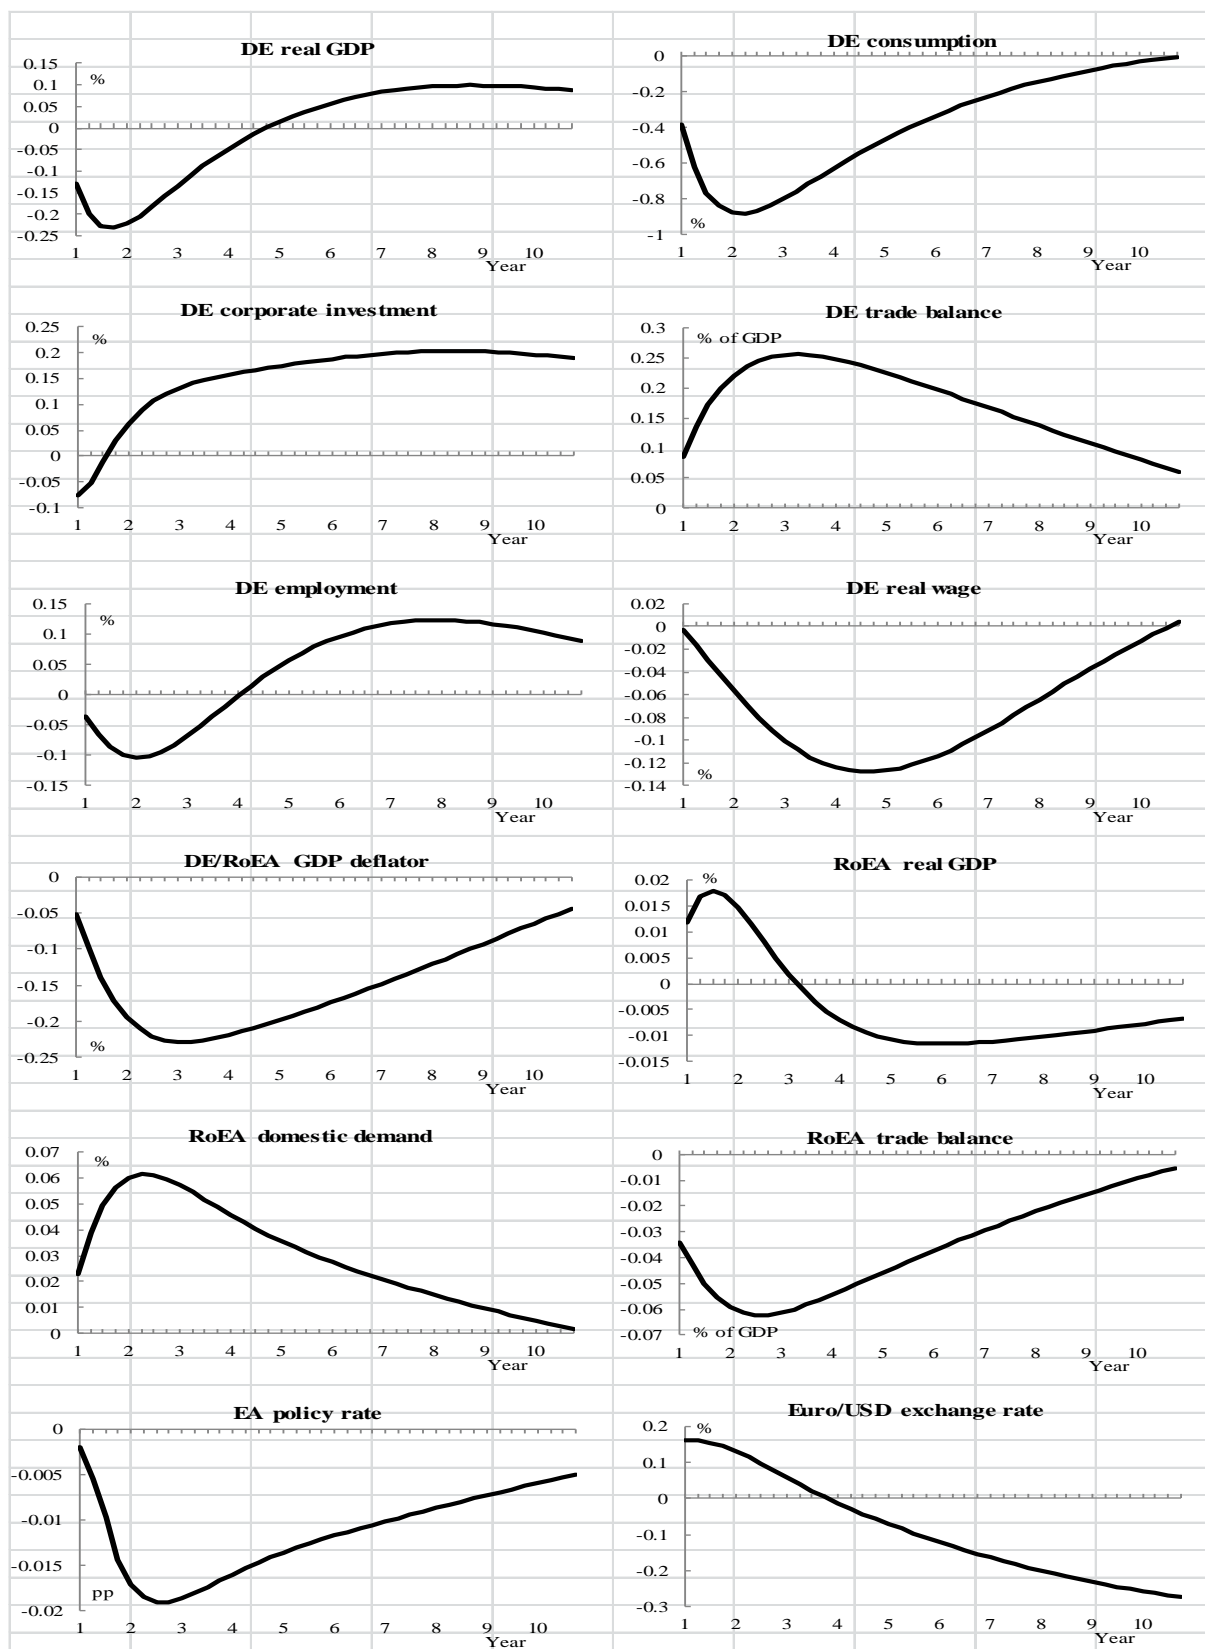 DE real GDP
%
0.15
0.1
0.05
0
-0.05
-0.1
-0.15
-0.2
-0.25
1 2 3 4 5 6 7 8 9 10
Year
DE consumption
0
-0.2
-0.4
-0.6
-0.8
-1
%
1 2 3 4 5 6 7 8 9 10
Year
DE corporate investment
%
0.25
0.2
0.15
0.1
0.05
0
-0.05
-0.1
1 2 3 4 5 6 7 8 9 10
Year
DE trade balance
% of GDP
0.3
0.25
0.2
0.15
0.1
0.05
0
1 2 3 4 5 6 7 8 9 10
Year
DE employment
%
0.15
0.1
0.05
0
-0.05
-0.1
-0.15
1 2 3 4 5 6 7 8 9 10
Year
DE real wage
0.02
0
-0.02
-0.04
-0.06
-0.08
-0.1
-0.12
-0.14
%
1 2 3 4 5 6 7 8 9 10
Year
DE/RoEA GDP deflator
0
-0.05
-0.1
-0.15
-0.2
-0.25
%
1 2 3 4 5 6 7 8 9 10
Year
RoEA real GDP
%
0.02
0.015
0.01
0.005
0
-0.005
-0.01
-0.015
1 2 3 4 5 6 7 8 9 10
Year
RoEA domestic demand
%
0.07
0.06
0.05
0.04
0.03
0.02
0.01
0
1 2 3 4 5 6 7 8 9 10
Year
RoEA trade balance
0
-0.01
-0.02
-0.03
-0.04
-0.05
-0.06
-0.07
% of GDP
1 2 3 4 5 6 7 8 9 10
Year
EA policy rate
0
-0.005
-0.01
-0.015
-0.02
pp
1 2 3 4 5 6 7 8 9 10
Year
Euro/USD exchange rate
%
0.2
0.1
0
-0.1
-0.2
-0.3
1 2 3 4 5 6 7 8 9 10
Year